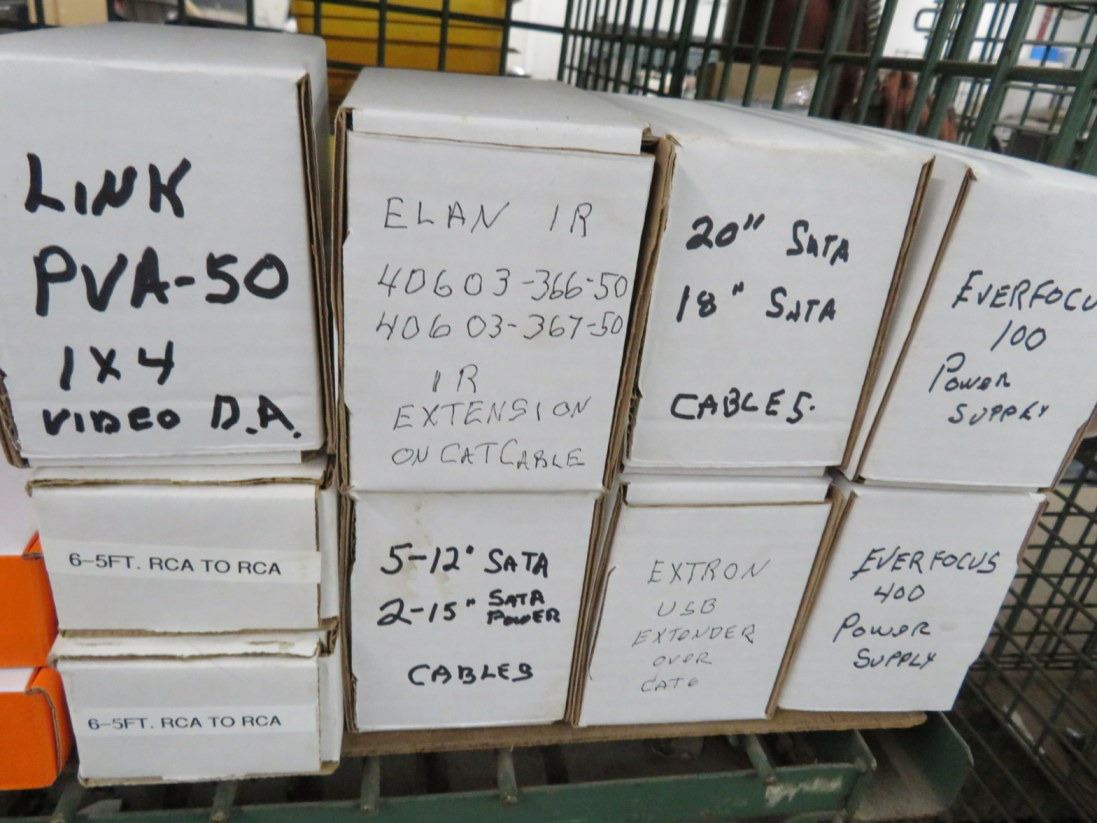 LINK
PVA-50
1X4
VIDEO D.A.
ELAN IR
40603-366-50
40603-367-50
IR
EXTENSION
ON CAT CABLE
20" SATA
18" SATA
CABLES.
EVERFOCU
100
POWER
SUPPLY
6-5FT. RCA TO RCA
6-5FT. RCA TO RCA
5-12" SATA
2-15" SATA POWER
CABLES
EXTRON
USB
EXTENDER
OVER
CAT6
EVERFOCUS
400
POWER
SUPPLY